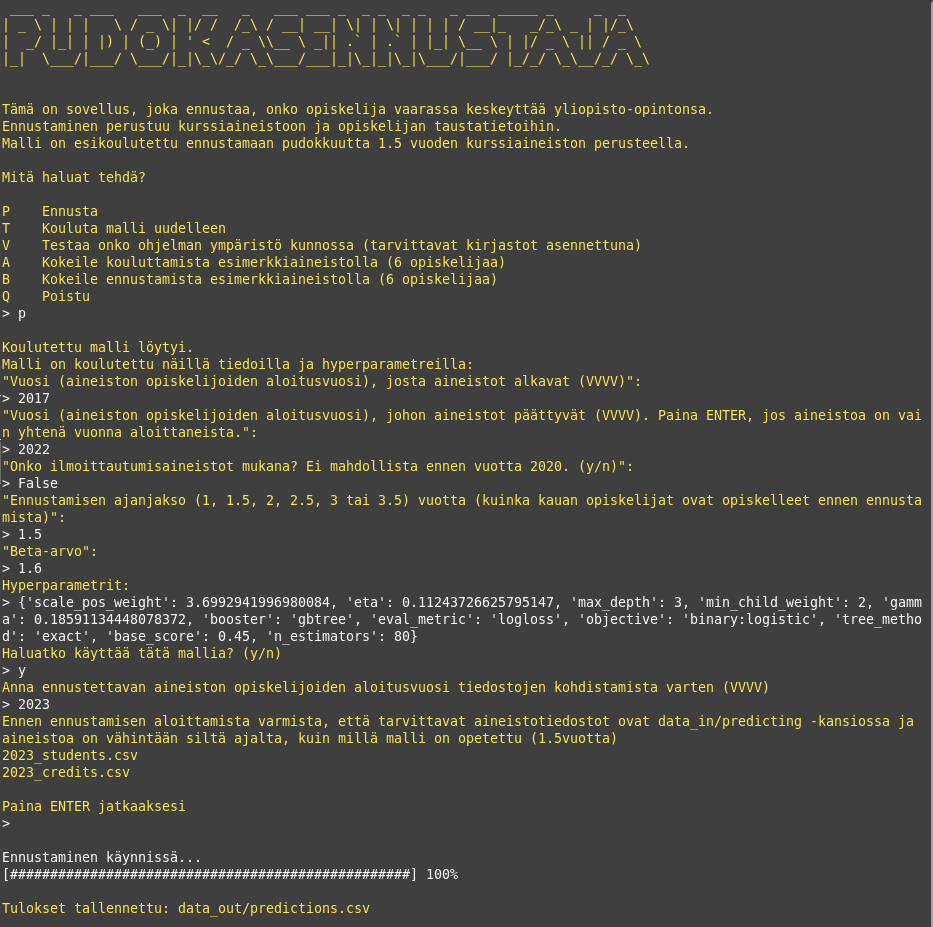 PUDOKASENNUSTAJA
Tämä on sovellus, joka ennustaa, onko opiskelija vaarassa keskeyttää yliopisto-opintonsa.
Ennustaminen perustuu kurssiaineistoon ja opiskelijan taustatietoihin.
Malli on esikoulutettu ennustamaan pudokkuutta 1.5 vuoden kurssiaineiston perusteella.
Mitä haluat tehdä?
P    Ennusta
T    Kouluta malli uudelleen
V    Testaa onko ohjelman ympäristö kunnossa (tarvittavat kirjastot asennettuna)
A    Kokeile kouluttamista esimerkkiaineistolla (6 opiskelijaa)
B    Kokeile ennustamista esimerkkiaineistolla (6 opiskelijaa)
Q    Poistu
> p
Koulutettu malli löytyi.
Malli on koulutettu näillä tiedoilla ja hyperparametreilla:
"Vuosi (aineiston opiskelijoiden aloitusvuosi), josta aineistot alkavat (VVVV)":
> 2017
"Vuosi (aineiston opiskelijoiden aloitusvuosi), johon aineistot päättyvät (VVVV). Paina ENTER, jos aineistoa on vai
n yhtenä vuonna aloittaneista.":
> 2022
"Onko ilmoittautumisaineistot mukana? Ei mahdollista ennen vuotta 2020. (y/n)":
> False
"Ennustamisen ajanjakso (1, 1.5, 2, 2.5, 3 tai 3.5) vuotta (kuinka kauan opiskelijat ovat opiskelleet ennen ennusta
mista)":
> 1.5
"Beta-arvo":
> 1.6
Hyperparametrit:
> {'scale_pos_weight': 3.6992941996980084, 'eta': 0.11243726625795147, 'max_depth': 3, 'min_child_weight': 2, 'gamm
a': 0.18591134448078372, 'booster': 'gbtree', 'eval_metric': 'logloss', 'objective': 'binary:logistic', 'tree_metho
d': 'exact', 'base_score': 0.45, 'n_estimators': 80}
Haluatko käyttää tätä mallia? (y/n)
> y
Anna ennustettavan aineiston opiskelijoiden aloitusvuosi tiedostojen kohdistamista varten (VVVV)
> 2023
Ennen ennustamisen aloittamista varmista, että tarvittavat aineistotiedostot ovat data_in/predicting -kansiossa ja
aineistoa on vähintään siltä ajalta, kuin millä malli on opetettu (1.5vuotta)
2023_students.csv
2023_credits.csv
Paina ENTER jatkaaksesi
>
Ennustaminen käynnissä...
[##################################################] 100%
Tulokset tallennettu: data_out/predictions.csv